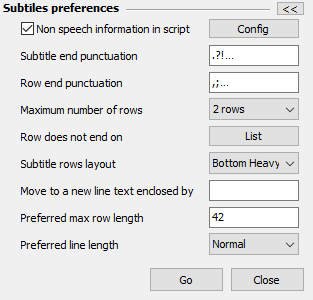 Subtiles preferences <<
Non speech information in script Config
Subtitle end punctuation .?!...
Row end punctuation ,;...
Maximum number of rows 2 rows
Row does not end on List
Subtitle rows layout Bottom Heavy
Move to a new line text enclosed by
Preferred max row length 42
Preferred line length Normal
Go Close